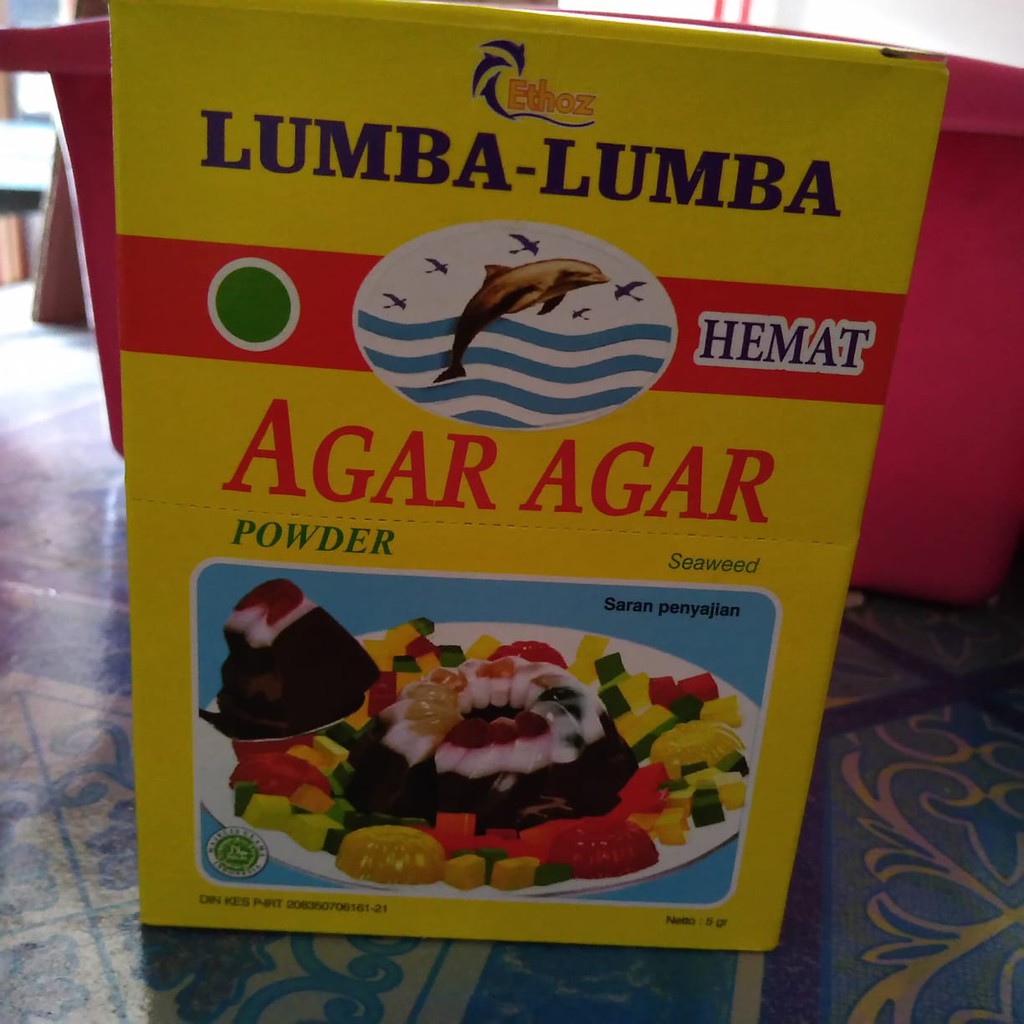 Ethoz
LUMBA-LUMBA
HEMAT
AGAR AGAR
POWDER
Seaweed
Saran penyajian
DIN KES P-IRT 206350706161-21
Netto : 5 gr